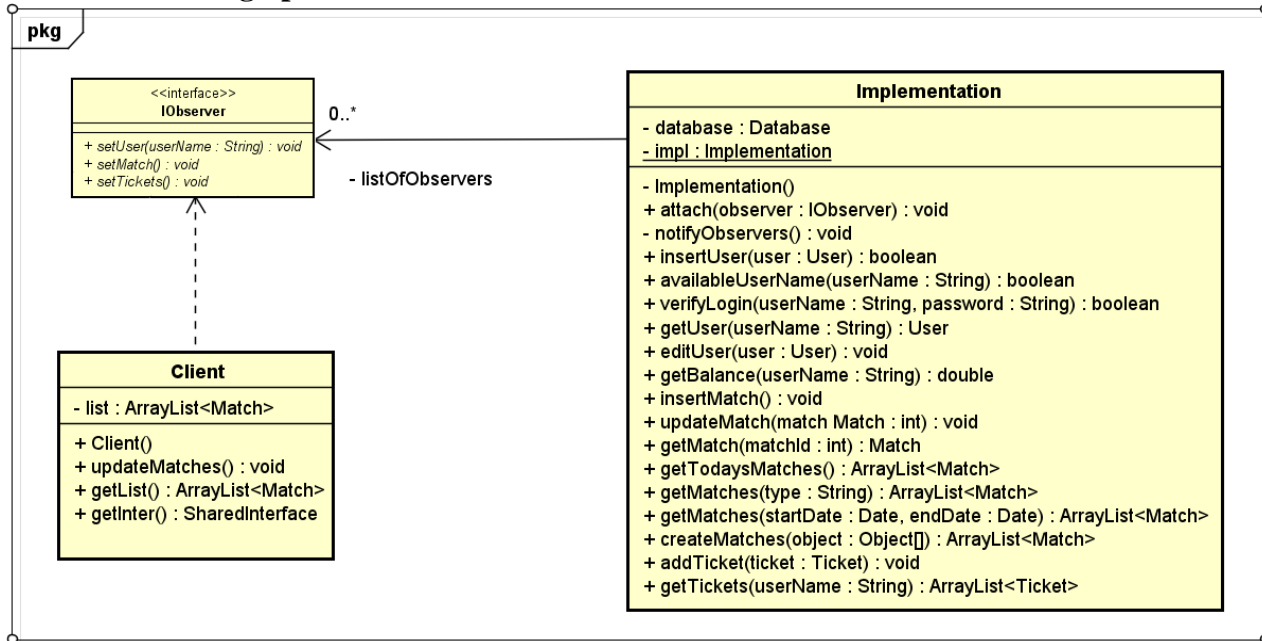 pkg
<<interface>>
IObserver
+ setUser(userName : String) : void
+ setMatch() : void
+ setTickets() : void
0..*
- listOfObservers
Client
- list : ArrayList<Match>
+ Client()
+ updateMatches() : void
+ getList() : ArrayList<Match>
+ getInter() : SharedInterface
Implementation
- database : Database
- impl : Implementation
- Implementation()
+ attach(observer : IObserver) : void
- notifyObservers() : void
+ insertUser(user : User) : boolean
+ availableUserName(userName : String) : boolean
+ verifyLogin(userName : String, password : String) : boolean
+ getUser(userName : String) : User
+ editUser(user : User) : void
+ getBalance(userName : String) : double
+ insertMatch() : void
+ updateMatch(match Match : int) : void
+ getMatch(matchId : int) : Match
+ getTodaysMatches() : ArrayList<Match>
+ getMatches(type : String) : ArrayList<Match>
+ getMatches(startDate : Date, endDate : Date) : ArrayList<Match>
+ createMatches(object : Object[]) : ArrayList<Match>
+ addTicket(ticket : Ticket) : void
+ getTickets(userName : String) : ArrayList<Ticket>